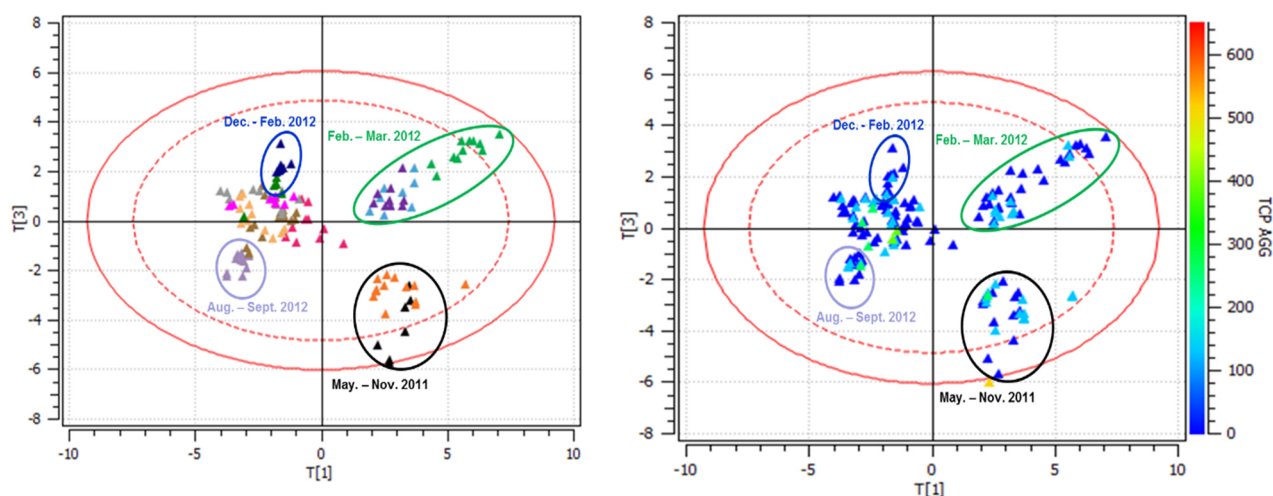 8
6
4
2
0
-2
-4
-6
-8
T[3]
Dec. - Feb. 2012
Feb. – Mar. 2012
Aug. – Sept. 2012
May. – Nov. 2011
-10
-5
0
5
10
T[1]
8
6
4
2
0
-2
-4
-6
-8
T[3]
Dec. - Feb. 2012
Feb. – Mar. 2012
Aug. – Sept. 2012
May. – Nov. 2011
-10
-5
0
5
10
T[1]
600
500
400
300
200
100
0
TCP AGG